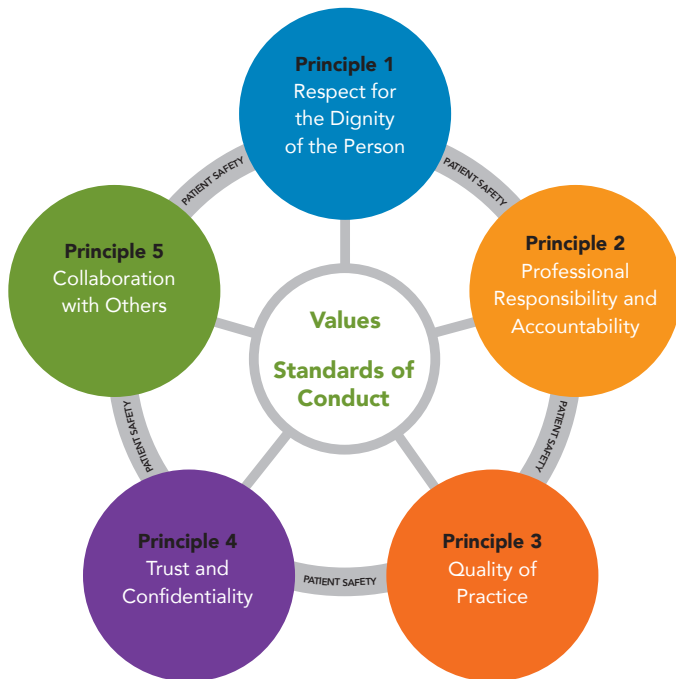 Principle 1
Respect for
the Dignity
of the Person
PATIENT SAFETY
PATIENT SAFETY
Principle 5
Collaboration
with Others
Principle 2
Professional
Responsibility and
Accountability
Values
Standards of
Conduct
PATIENT SAFETY
PATIENT SAFETY
Principle 4
Trust and
Confidentiality
PATIENT SAFETY
Principle 3
Quality of
Practice